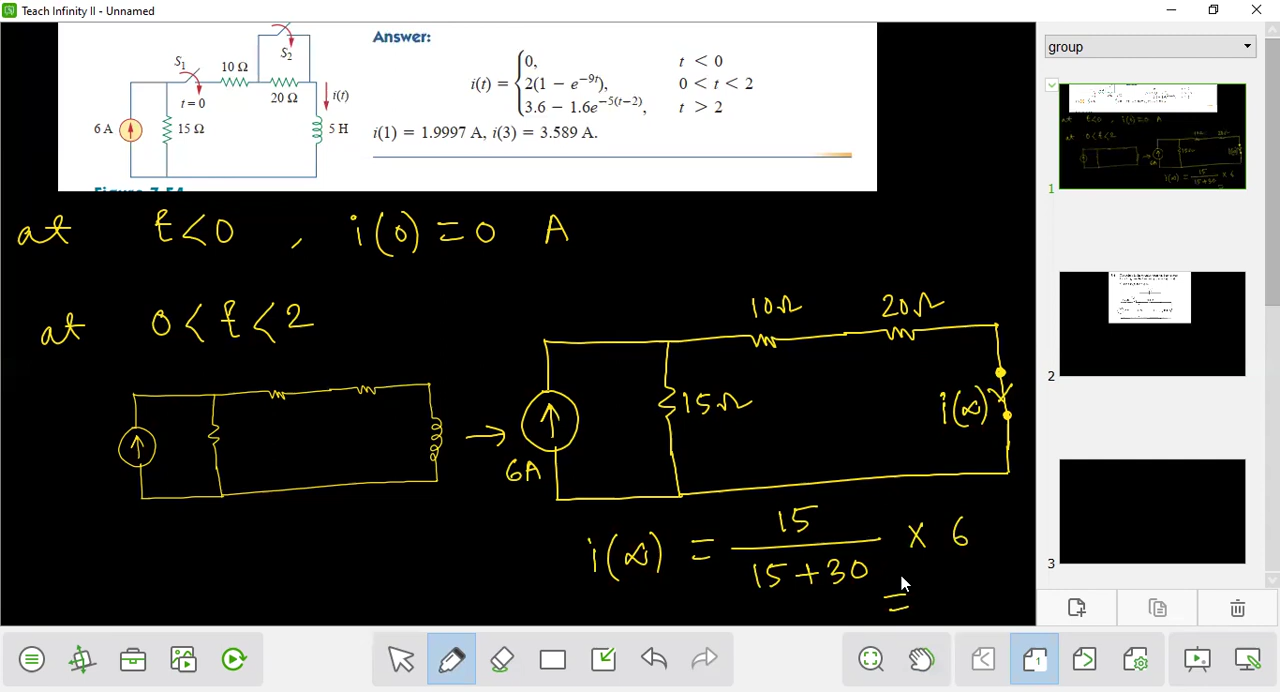 Teach Infinity II - Unnamed
S1
10 Ω
S2
20 Ω
i(t)
t = 0
6 A
15 Ω
5 H
Answer:
i(t) = {0, t < 0
2(1 − e^−9t), 0 < t < 2
3.6 − 1.6e^−5(t−2), t > 2
i(1) = 1.9997 A, i(3) = 3.589 A.
at t<0 , i(0) = 0 A
at 0 < t < 2
10Ω
20Ω
15Ω
i(∞)
6A
i(∞) = 15 / 15+30 × 6
=
group
1
2
3
1